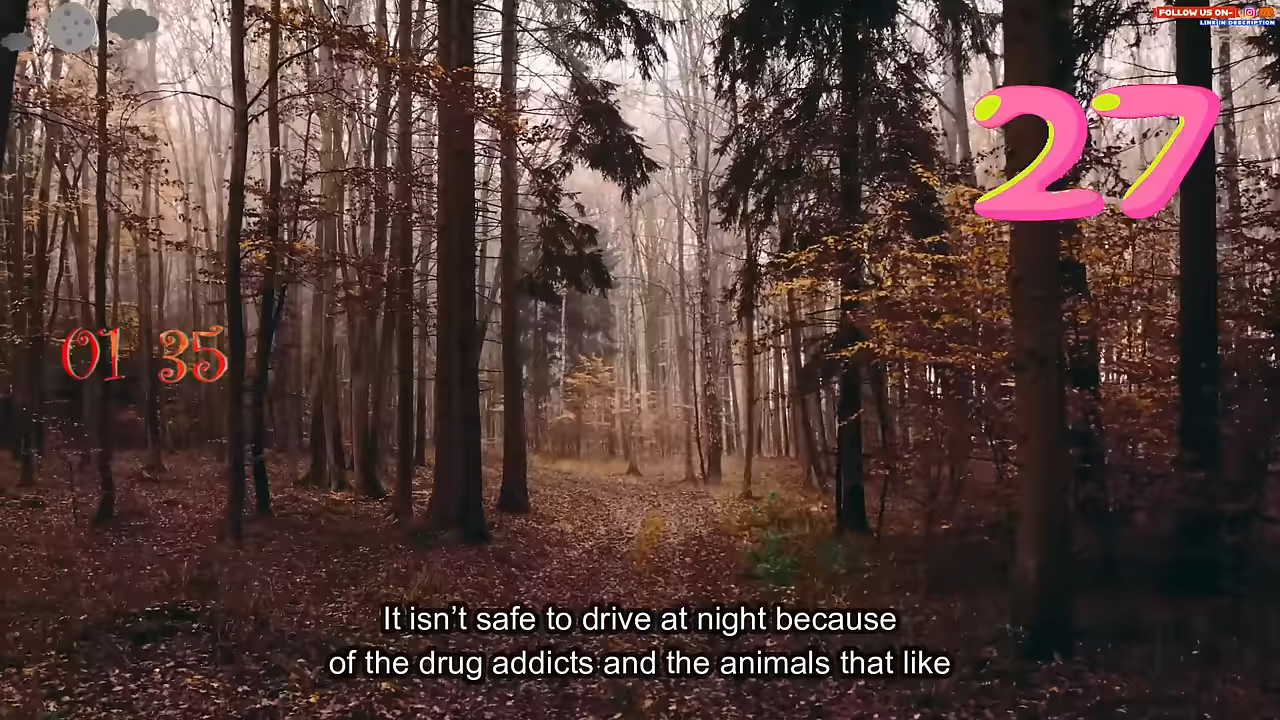 FOLLOW US ON-
LINK IN DESCRIPTION
27
01 35
It isn't safe to drive at night because
of the drug addicts and the animals that like